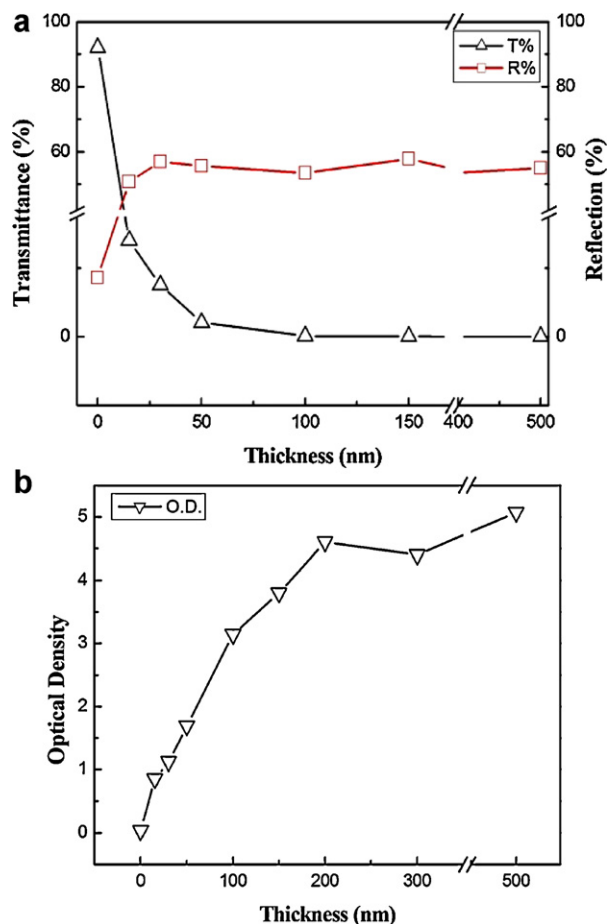 a
100
80
60
0
Transmittance (%)
T%
R%
100
80
60
0
Reflection (%)
0
50
100
150
400
500
Thickness (nm)
b
O.D.
5
4
3
2
1
0
Optical Density
0
100
200
300
500
Thickness (nm)